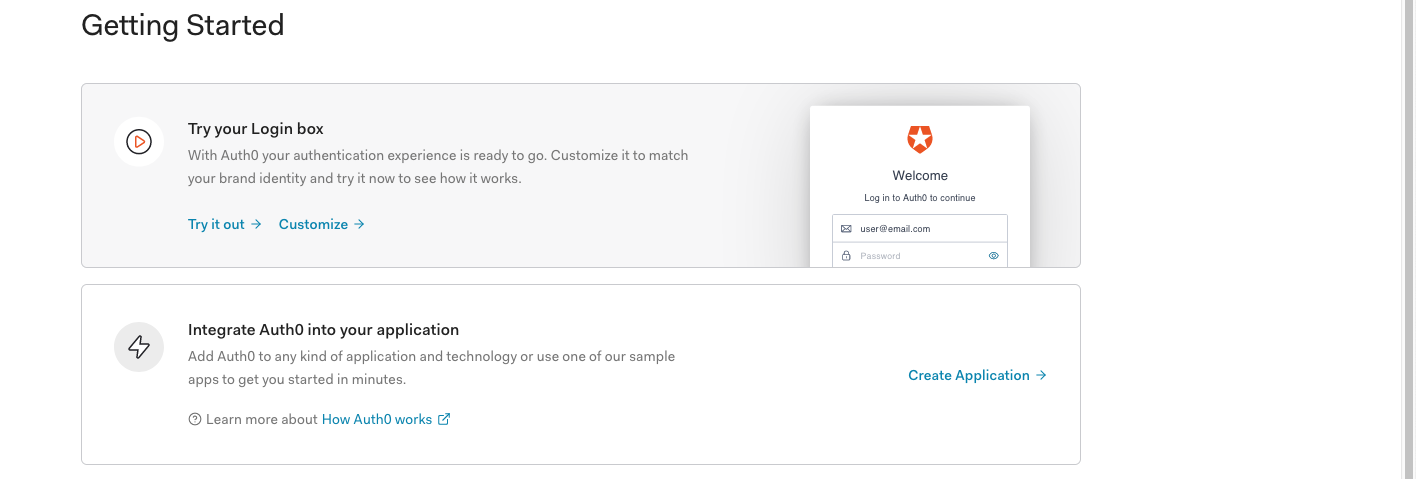 Getting Started
Try your Login box
With Auth0 your authentication experience is ready to go. Customize it to match
your brand identity and try it now to see how it works.
Try it out → Customize →
Welcome
Log in to Auth0 to continue
user@email.com
Password
Integrate Auth0 into your application
Add Auth0 to any kind of application and technology or use one of our sample
apps to get you started in minutes.
Create Application →
Learn more about How Auth0 works